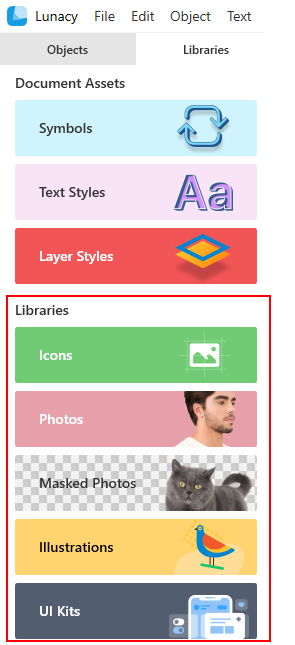 Lunacy File Edit Object Text
Objects Libraries
Document Assets
Symbols
Text Styles
Aa
Layer Styles
Libraries
Icons
Photos
Masked Photos
Illustrations
UI Kits